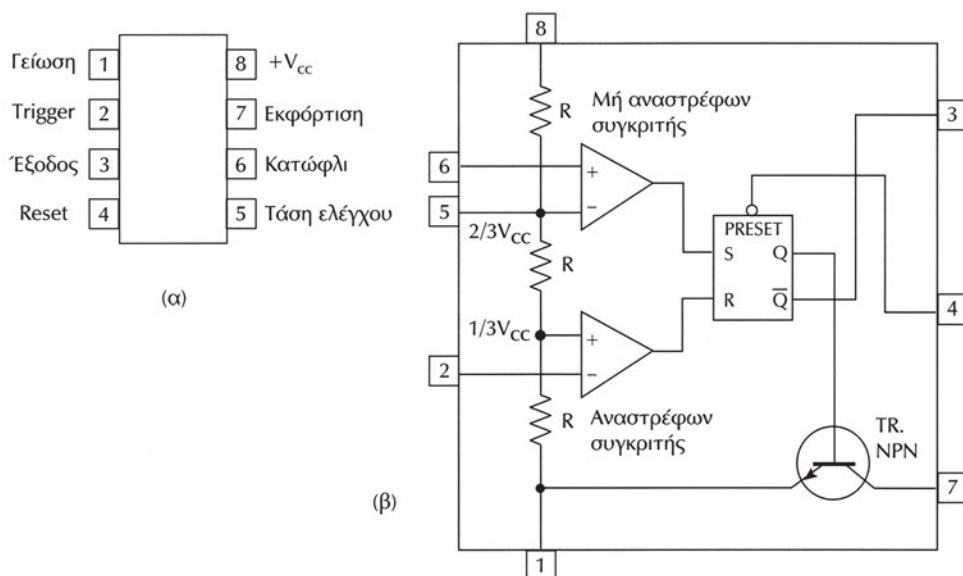 Γείωση 1 8 +Vcc
Trigger 2 7 Εκφόρτιση
Έξοδος 3 6 Κατώφλι
Reset 4 5 Τάση ελέγχου
(α)
8
R Μή αναστρέφων
συγκριτής
3
6 +
5 −
2/3Vcc
PRESET
S Q
R
R Q̅
4
1/3Vcc
+
2 −
R Αναστρέφων
συγκριτής
TR.
NPN
7
(β)
1